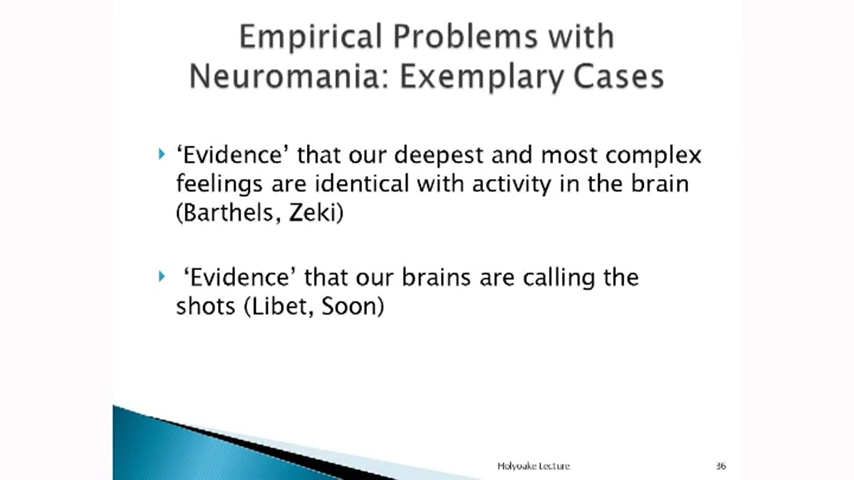 Empirical Problems with
Neuromania: Exemplary Cases
‘Evidence’ that our deepest and most complex
feelings are identical with activity in the brain
(Barthels, Zeki)
‘Evidence’ that our brains are calling the
shots (Libet, Soon)
Holyoake Lecture
36